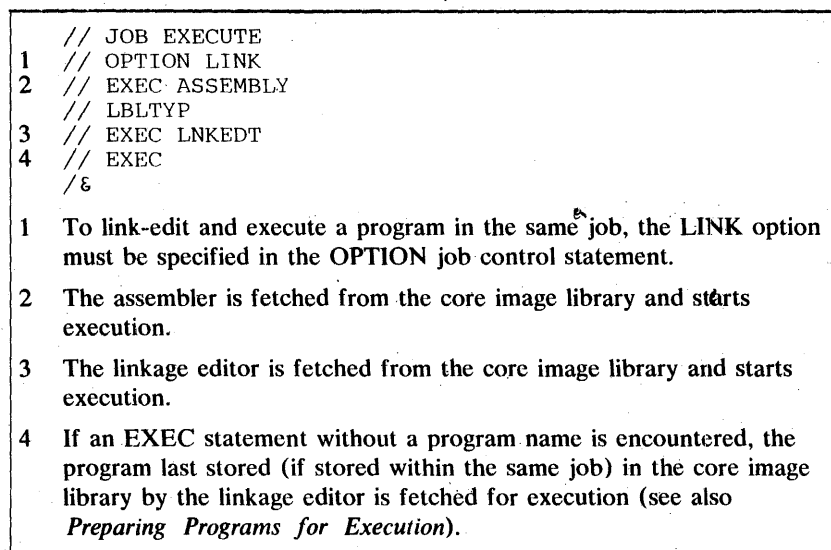 // JOB EXECUTE
1 // OPTION LINK
2 // EXEC ASSEMBLY
// LBLTYP
3 // EXEC LNKEDT
4 // EXEC
/&
1 To link-edit and execute a program in the same job, the LINK option
must be specified in the OPTION job control statement.
2 The assembler is fetched from the core image library and starts
execution.
3 The linkage editor is fetched from the core image library and starts
execution.
4 If an EXEC statement without a program name is encountered, the
program last stored (if stored within the same job) in the core image
library by the linkage editor is fetched for execution (see also
Preparing Programs for Execution).